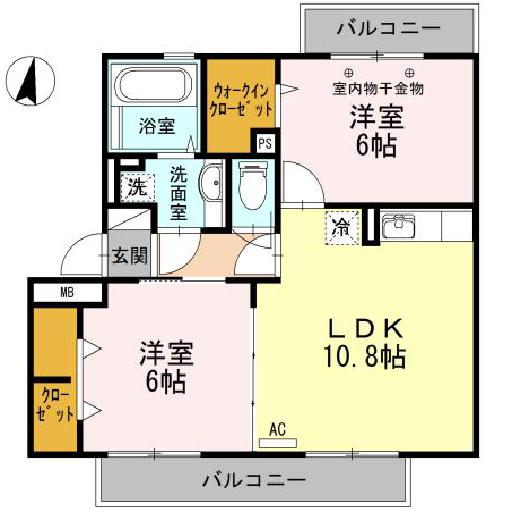 バルコニー
室内物干金物
洋室
6帖
ウォークイン
クローゼット
浴室
PS
洗
洗面室
冷
玄関
MB
LDK
10.8帖
洋室
6帖
クロー
ゼット
AC
バルコニー